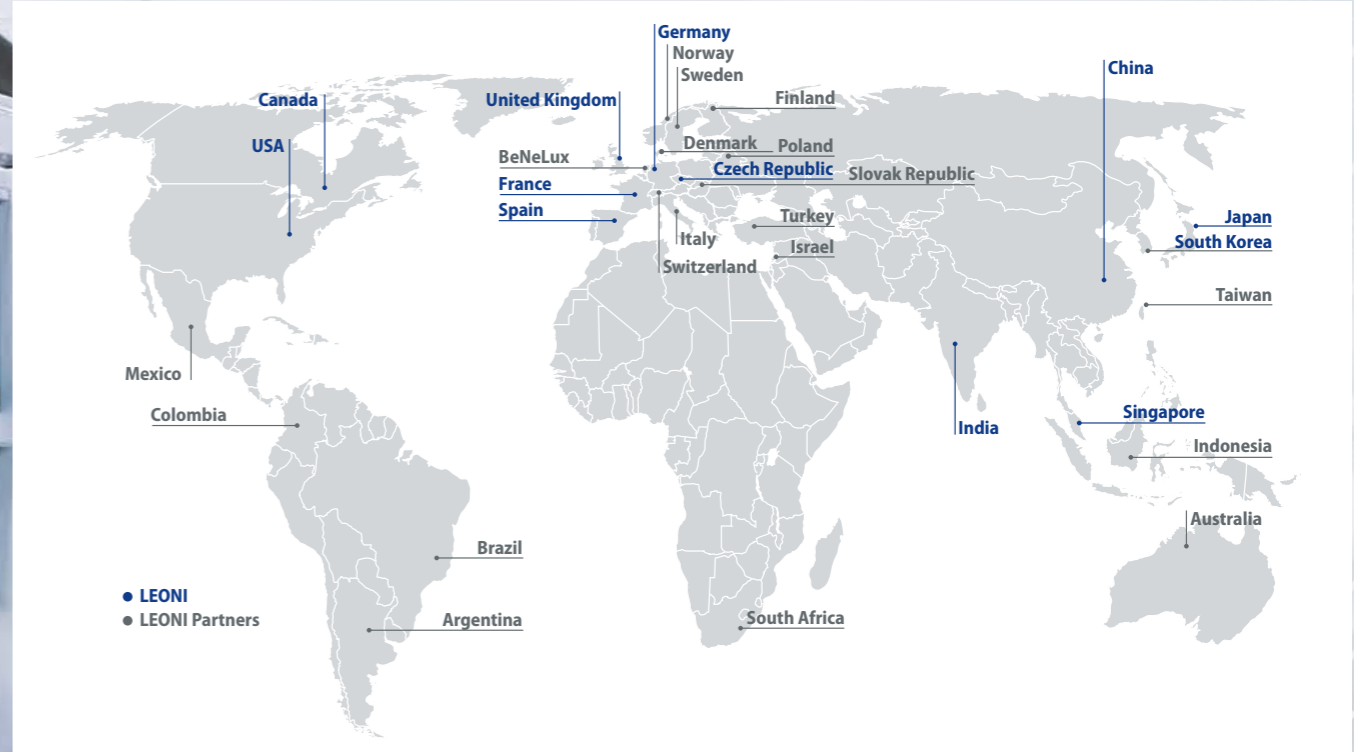 Germany
Norway
Sweden
China
Canada
United Kingdom
Finland
USA
Denmark
Poland
BeNeLux
Czech Republic
Slovak Republic
France
Spain
Turkey
Japan
Italy
Israel
South Korea
Switzerland
Taiwan
Mexico
Colombia
Singapore
India
Indonesia
Australia
Brazil
LEONI
LEONI Partners
Argentina
South Africa